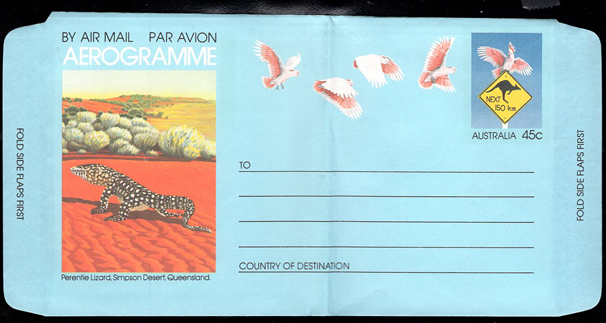 BY AIR MAIL PAR AVION
AEROGRAMME
NEXT
150 km
AUSTRALIA 45c
TO
COUNTRY OF DESTINATION
Perentie Lizard, Simpson Desert, Queensland.
FOLD SIDE FLAPS FIRST
FOLD SIDE FLAPS FIRST